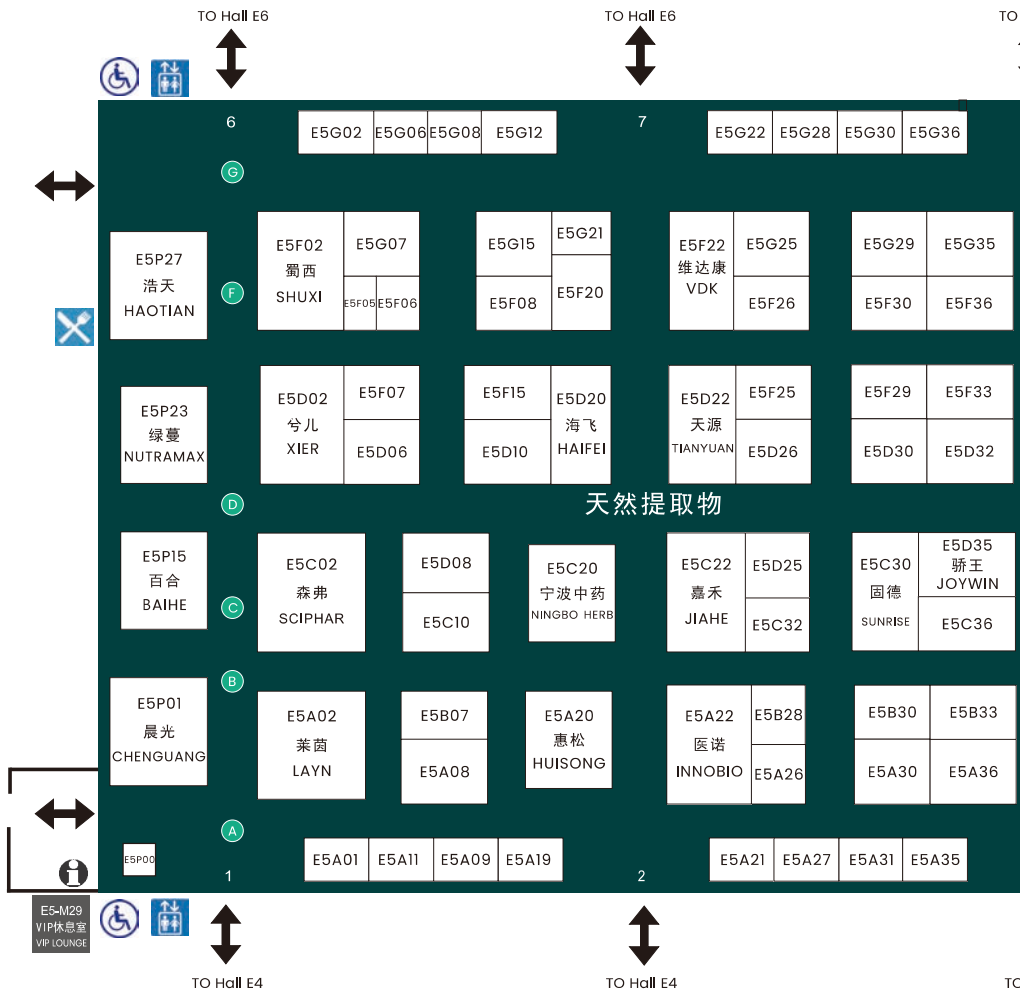 TO Hall E6
TO Hall E6
TO
6
E5G02
E5G06
E5G08
E5G12
7
E5G22
E5G28
E5G30
E5G36
G
E5P27
浩天
HAOTIAN
F
E5F02
蜀西
SHUXI
E5G07
E5F05
E5F06
E5G15
E5F08
E5G21
E5F20
E5F22
维达康
VDK
E5G25
E5F26
E5G29
E5G35
E5F30
E5F36
E5P23
绿蔓
NUTRAMAX
E5D02
兮儿
XIER
E5F07
E5D06
E5F15
E5D10
E5D20
海飞
HAIFEI
E5D22
天源
TIANYUAN
E5F25
E5D26
E5F29
E5F33
E5D30
E5D32
D
天然提取物
E5P15
百合
BAIHE
C
E5C02
森弗
SCIPHAR
E5D08
E5C10
E5C20
宁波中药
NINGBO HERB
E5C22
嘉禾
JIAHE
E5D25
E5C32
E5C30
固德
SUNRISE
E5D35
骄王
JOYWIN
E5C36
B
E5P01
晨光
CHENGUANG
E5A02
莱茵
LAYN
E5B07
E5A08
E5A20
惠松
HUISONG
E5A22
医诺
INNOBIO
E5B28
E5A26
E5B30
E5B33
E5A30
E5A36
A
E5P00
1
E5A01
E5A11
E5A09
E5A19
2
E5A21
E5A27
E5A31
E5A35
E5-M29
VIP休息室
VIP LOUNGE
TO Hall E4
TO Hall E4
TO